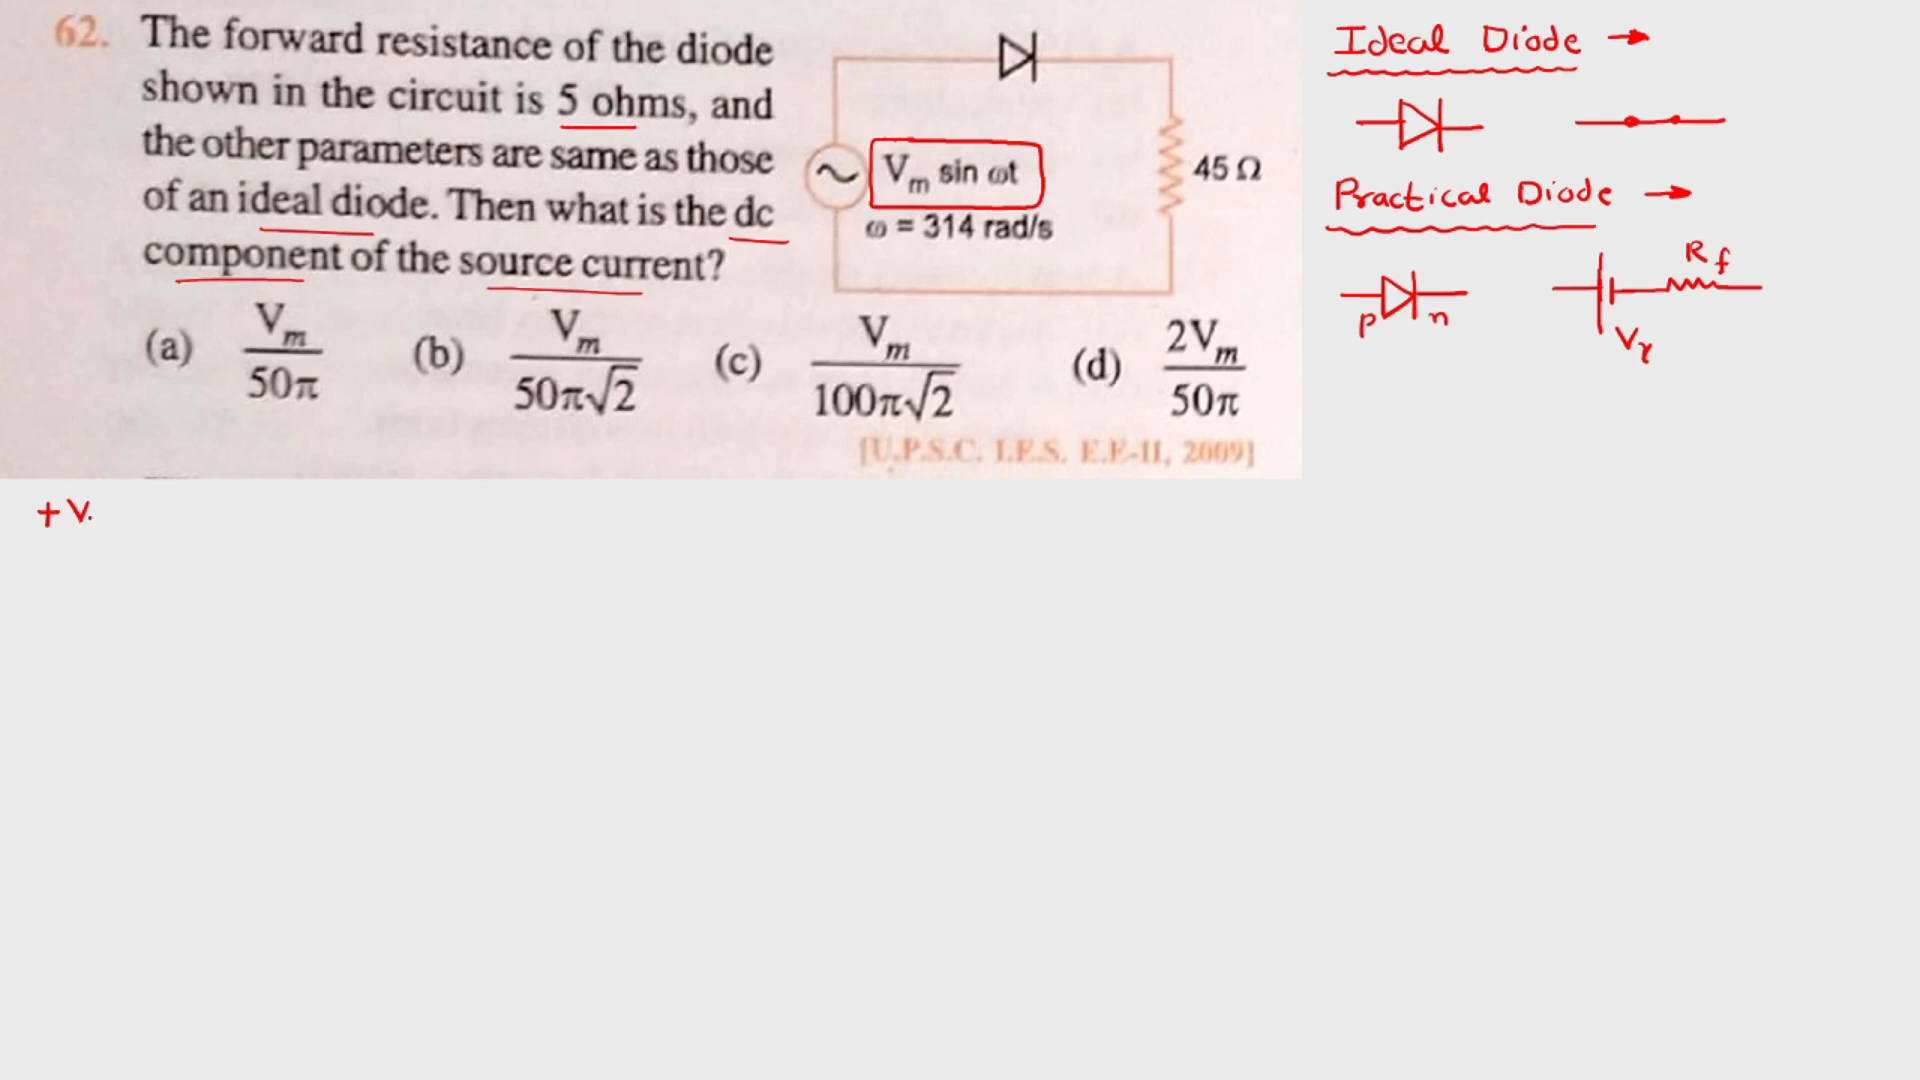 62. The forward resistance of the diode
shown in the circuit is 5 ohms, and
the other parameters are same as those
of an ideal diode. Then what is the dc
component of the source current?
V_m sin ωt
ω = 314 rad/s
45 Ω
(a) V_m/50π (b) V_m/50π√2 (c) V_m/100π√2 (d) 2V_m/50π
[U.P.S.C. I.E.S. E.E-II, 2009]
Ideal Diode →
Practical Diode →
p n
R_f
V_γ
+ V.